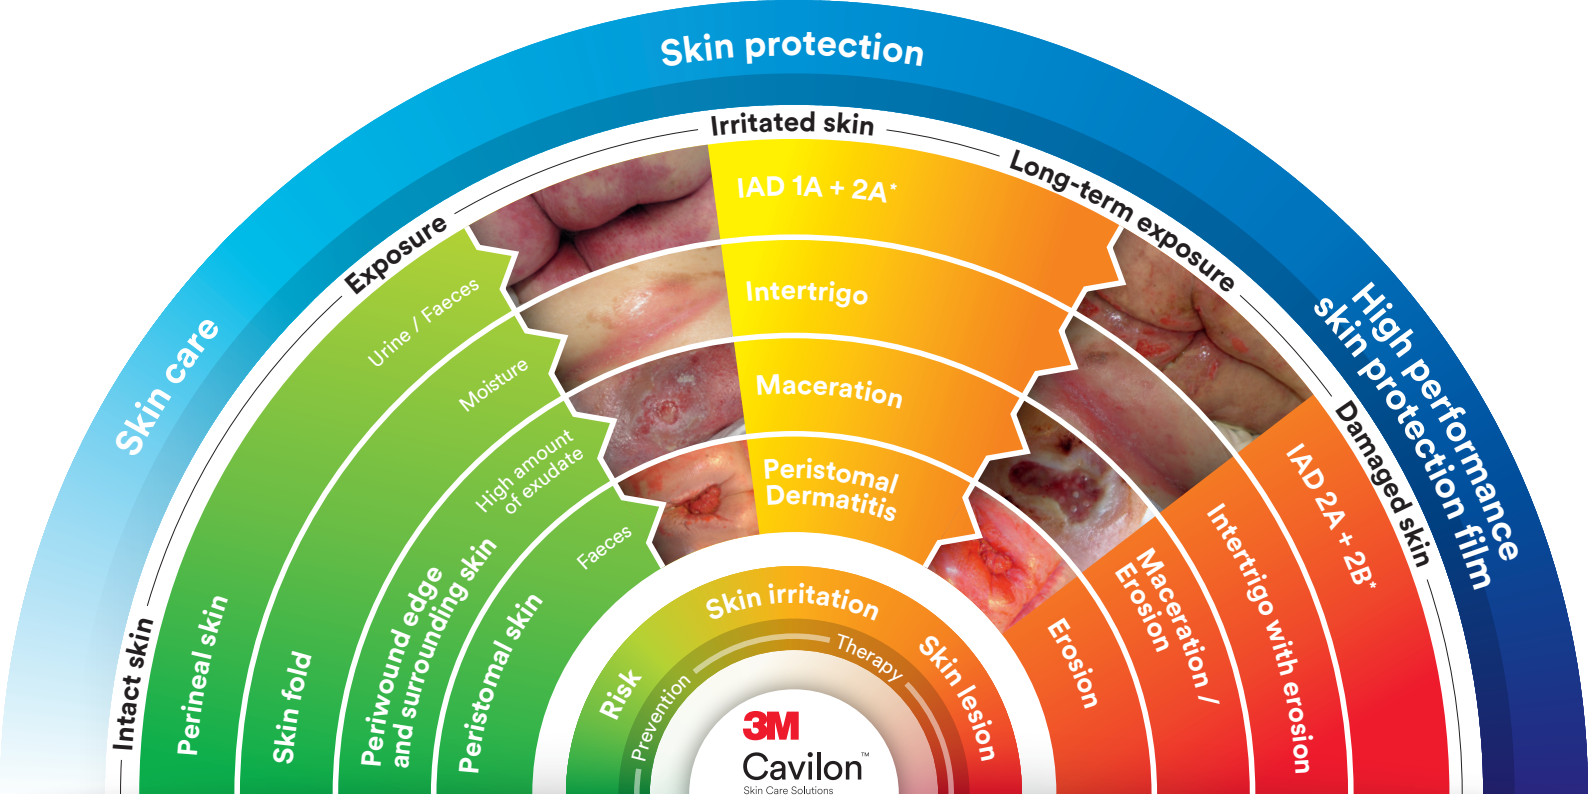 Skin care
Skin protection
High performance
skin protection film
Intact skin
Exposure
Irritated skin
Long-term exposure
Damaged skin
Perineal skin
Urine / Faeces
IAD 1A + 2A*
IAD 2A + 2B*
Skin fold
Moisture
Intertrigo
Intertrigo with erosion
Periwound edge
and surrounding skin
High amount
of exudate
Maceration
Maceration /
Erosion
Peristomal skin
Faeces
Peristomal
Dermatitis
Erosion
Risk
Skin irritation
Skin lesion
Prevention
Therapy
3M
Cavilon™
Skin Care Solutions